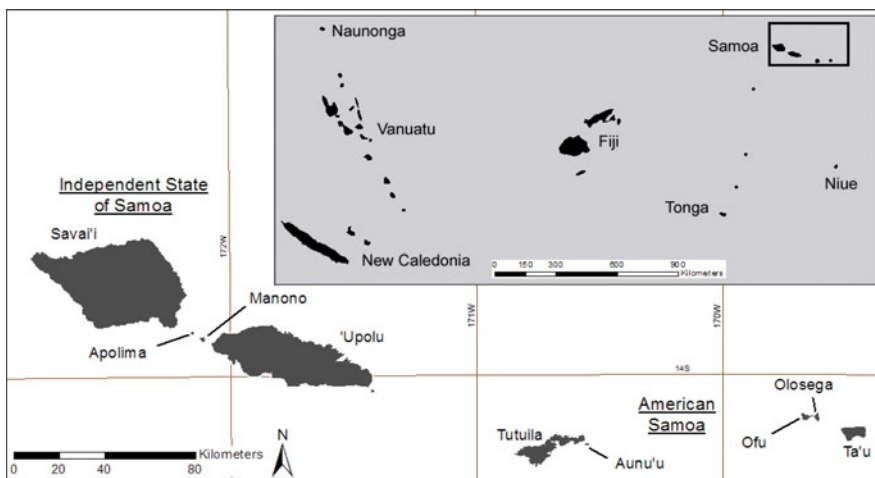 Naunonga
Samoa
Vanuatu
Fiji
Niue
Tonga
New Caledonia
0 150 300 600 900
Kilometers
Independent State
of Samoa
Savai'i
172W
Manono
Apolima
'Upolu
171W
170W
14S
American
Samoa
Olosega
Ofu
Ta'u
Tutuila
Aunu'u
N
Kilometers
0 20 40 80